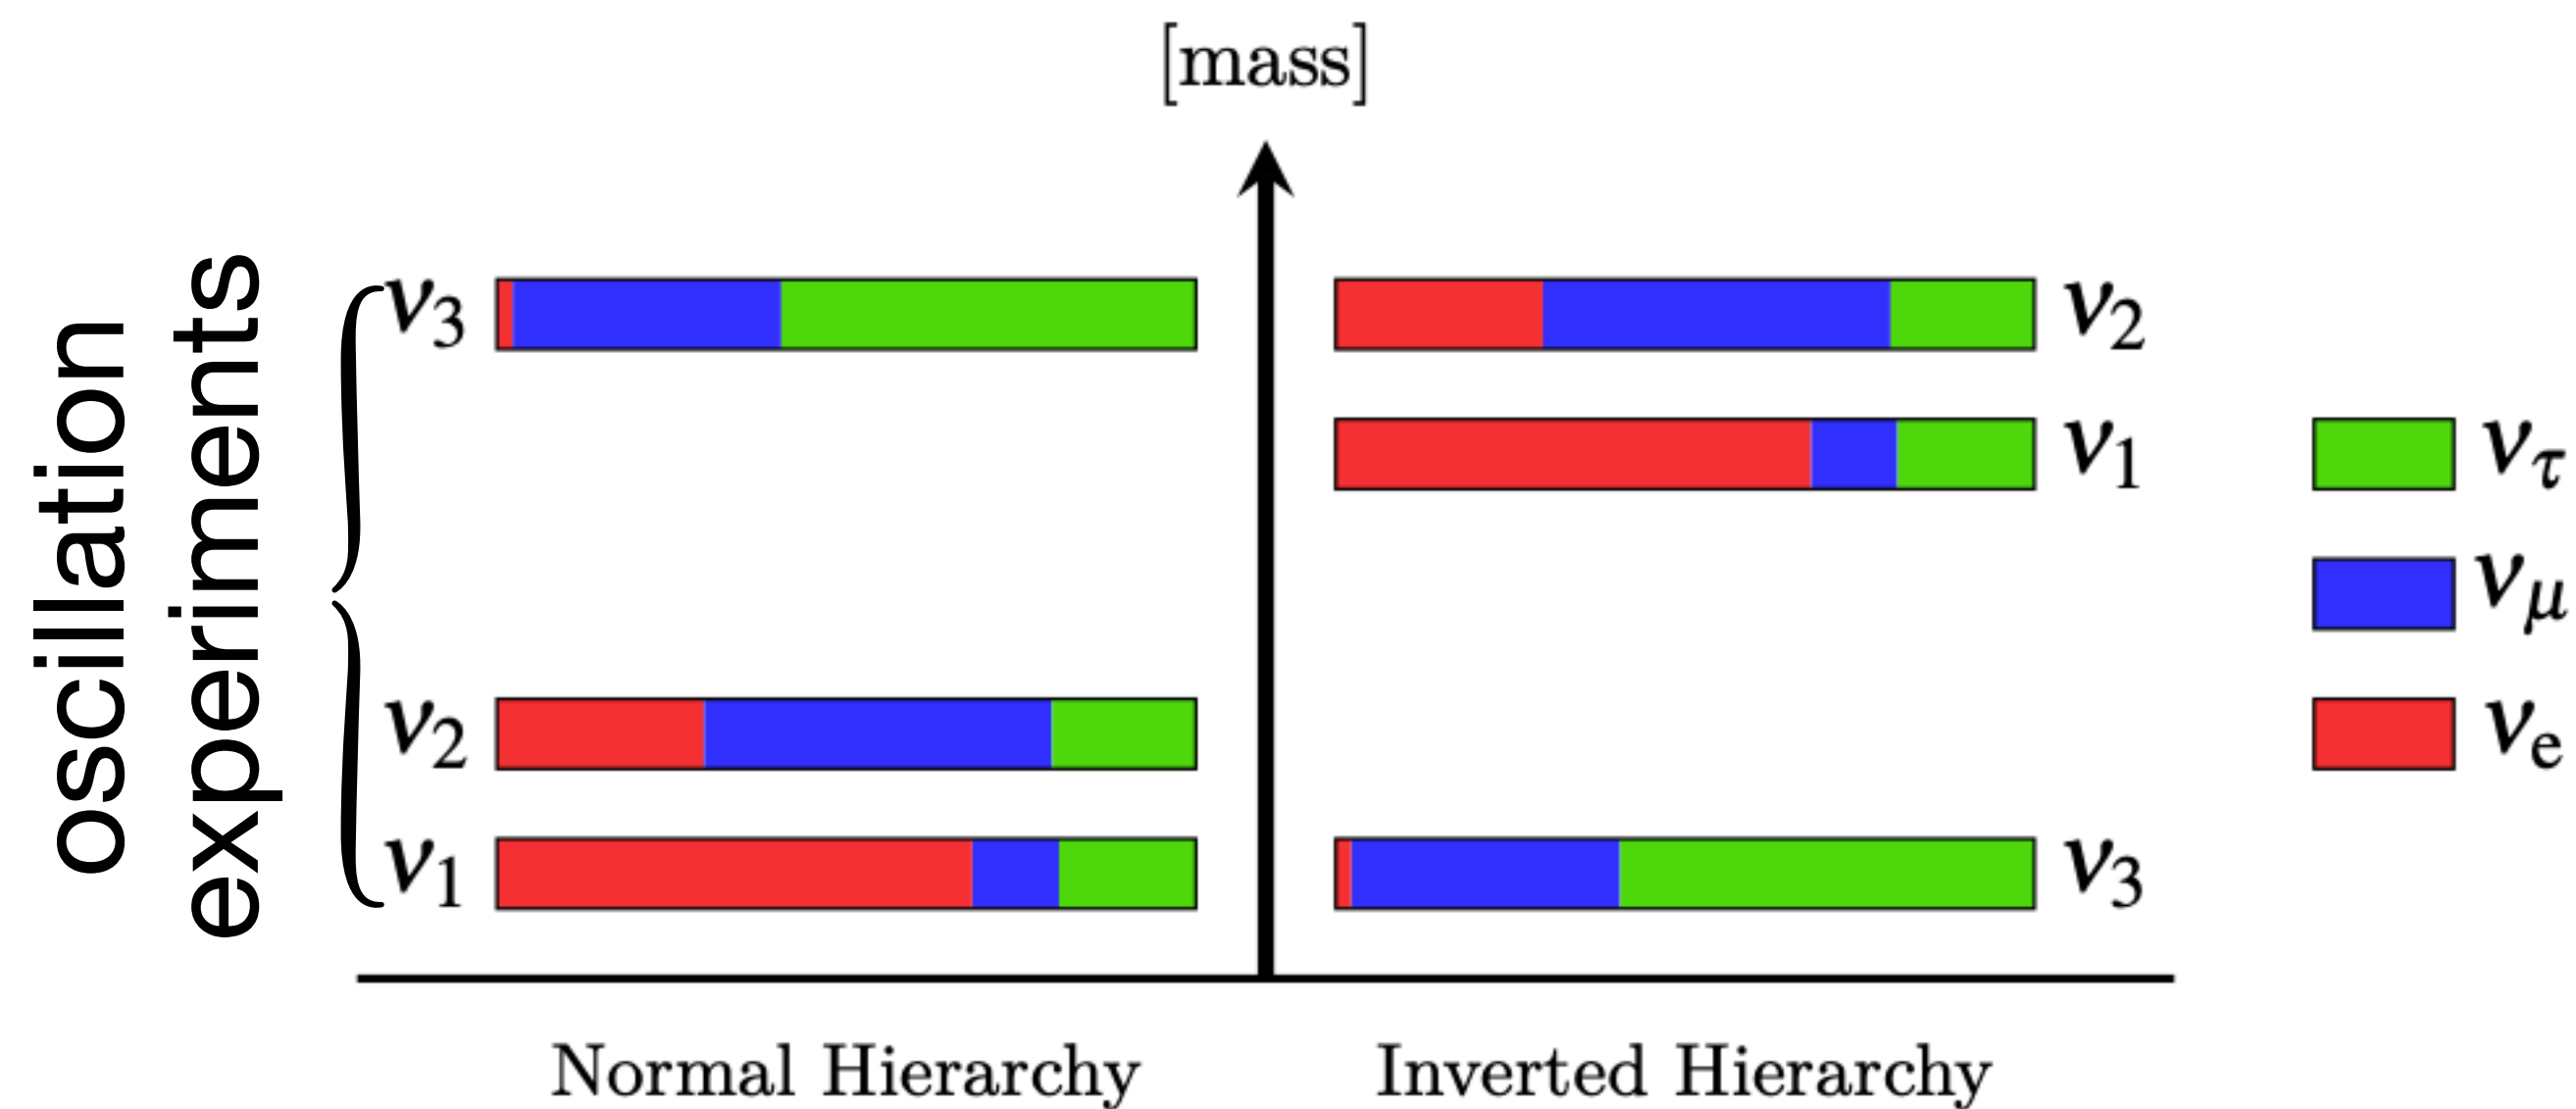 [mass]
oscillation
experiments
ν3
ν2
ν1
ν2
ν1
ν3
ντ
νμ
νe
Normal Hierarchy
Inverted Hierarchy